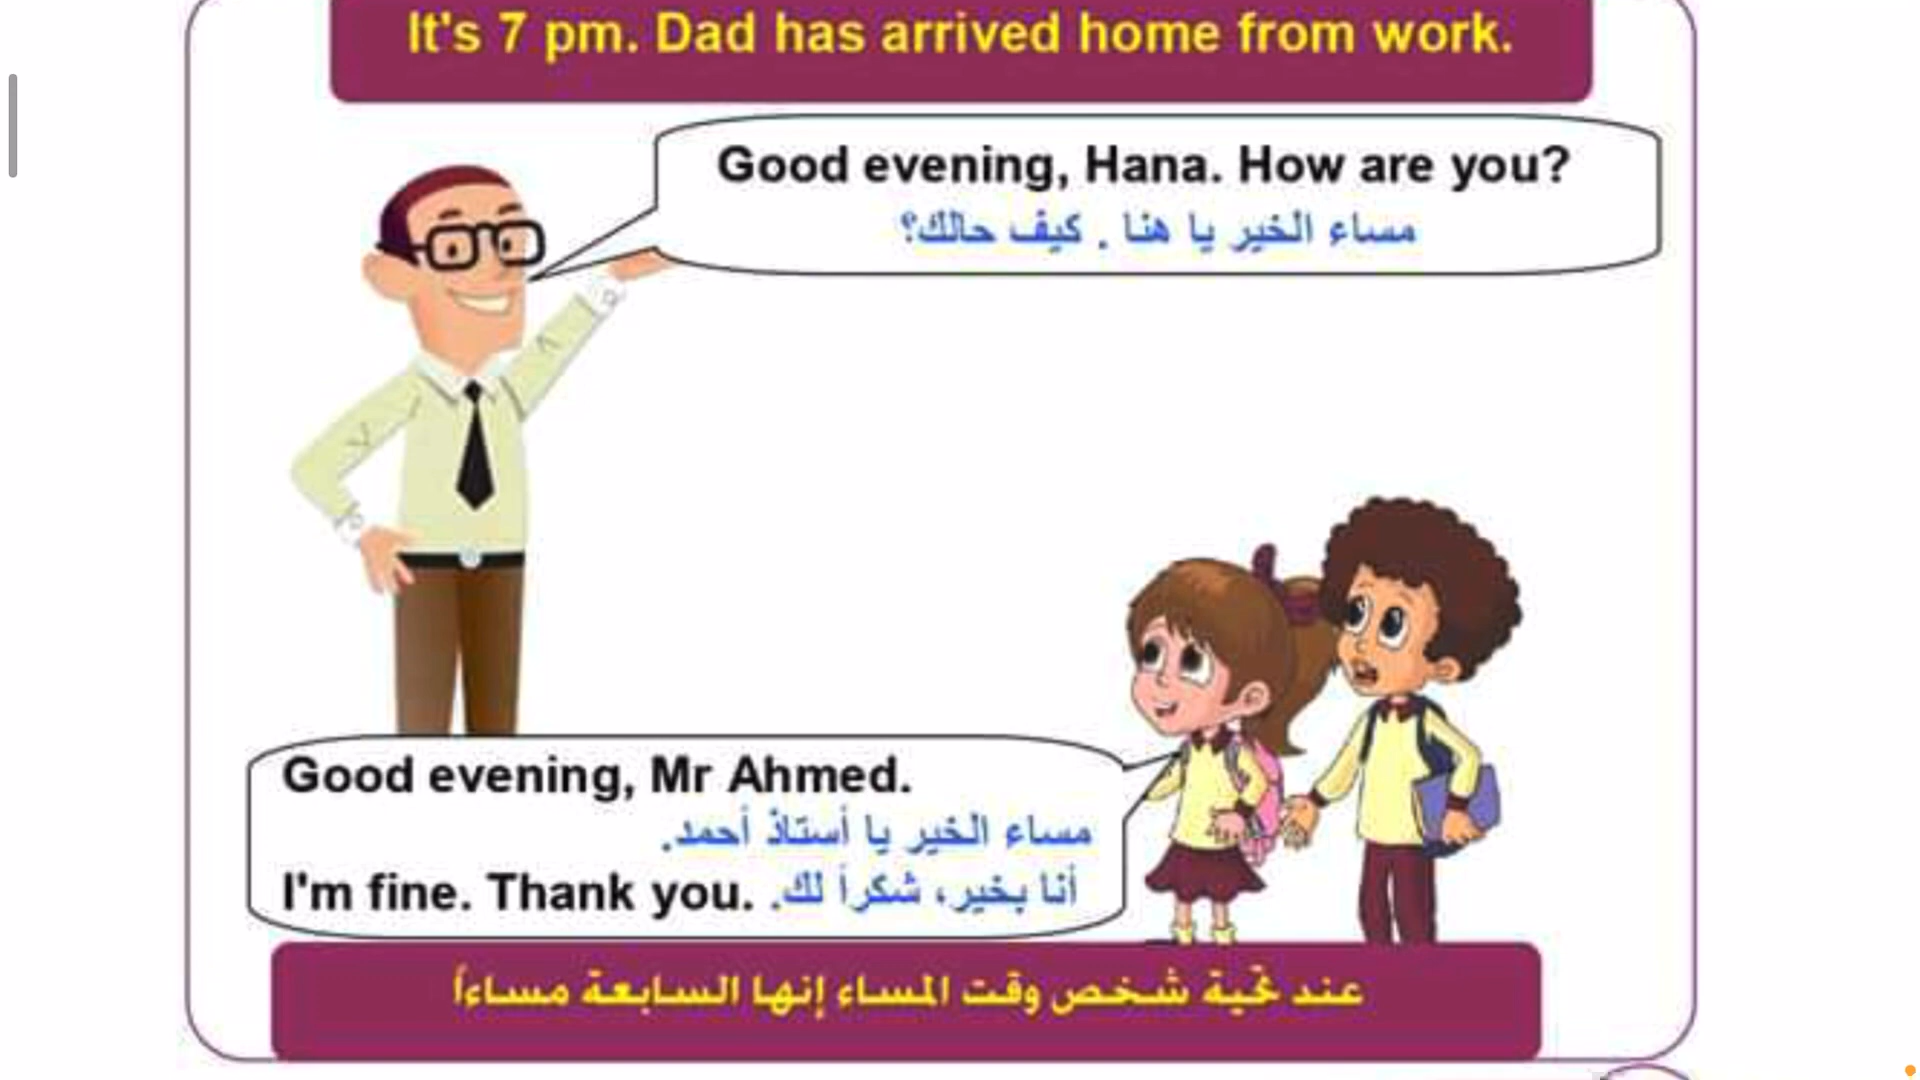 It's 7 pm. Dad has arrived home from work.
Good evening, Hana. How are you?
مساء الخير يا هنا . كيف حالك؟
Good evening, Mr Ahmed.
مساء الخير يا أستاذ أحمد.
I'm fine. Thank you. أنا بخير، شكراً لك.
عند تحية شخص وقت المساء إنها السابعة مساءاً